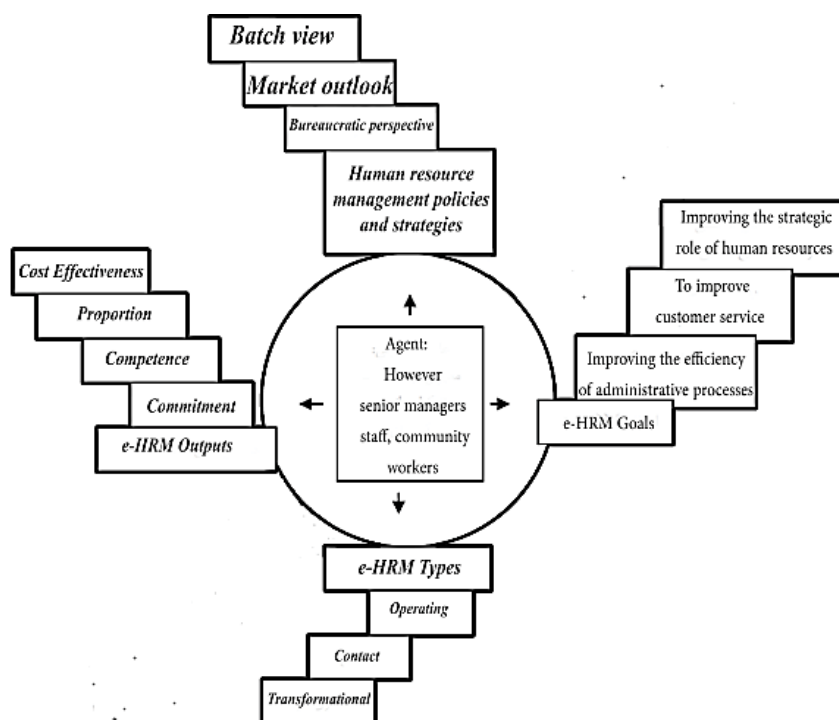 Batch view
Market outlook
Bureaucratic perspective
Human resource
management policies
and strategies
Improving the strategic
role of human resources
To improve
customer service
Improving the efficiency
of administrative processes
e-HRM Goals
Cost Effectiveness
Proportion
Competence
Commitment
e-HRM Outputs
Agent:
However
senior managers
staff, community
workers
e-HRM Types
Operating
Contact
Transformational